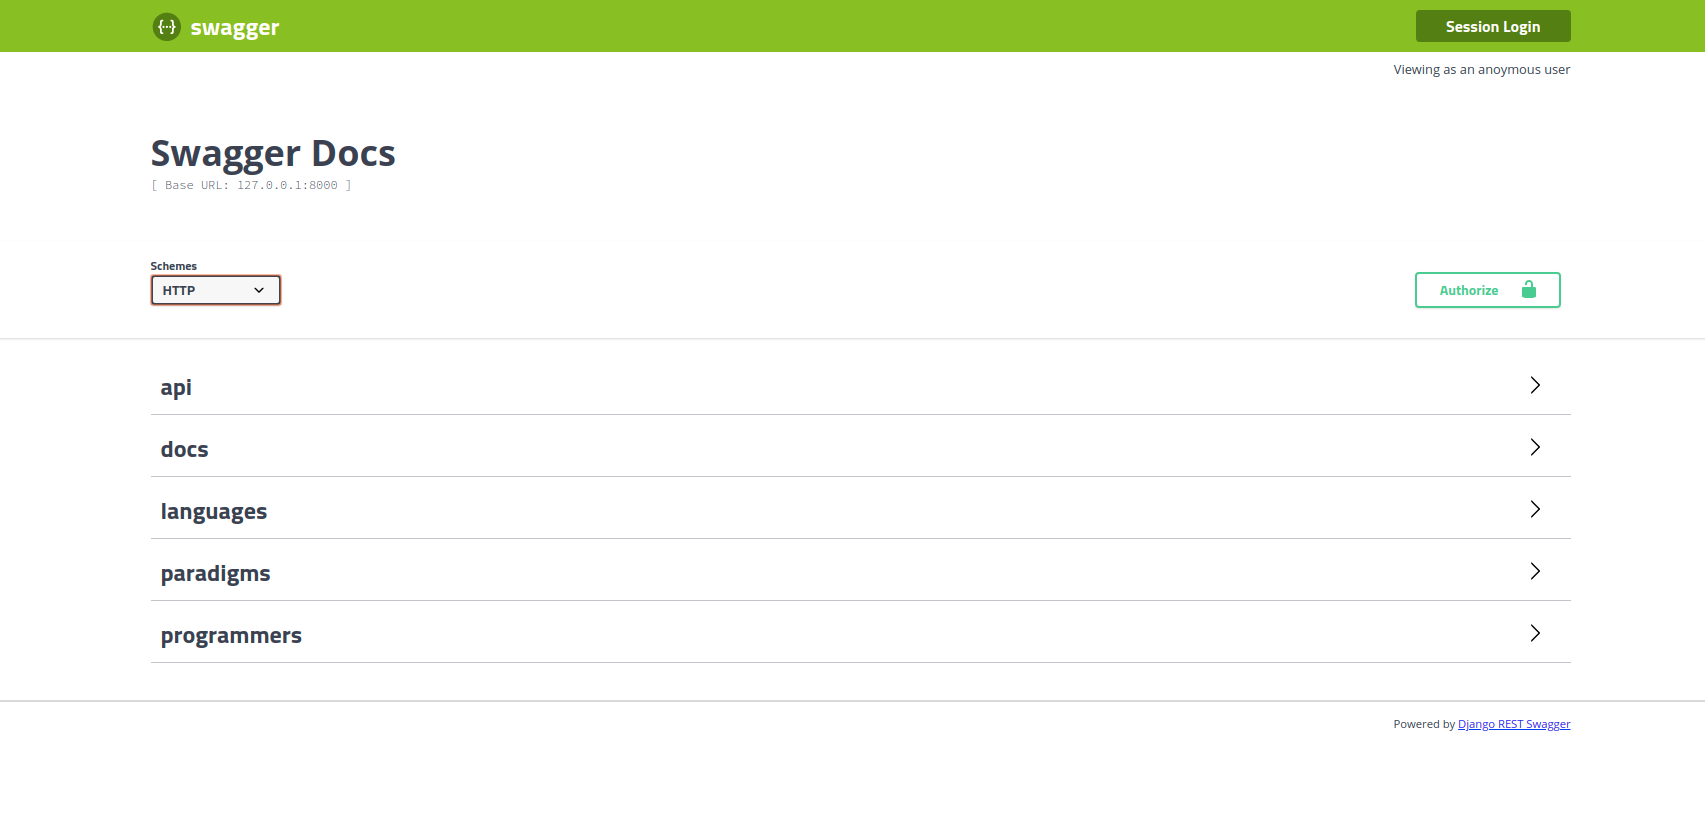 {···} swagger
Session Login
Viewing as an anoymous user
Swagger Docs
[ Base URL: 127.0.0.1:8000 ]
Schemes
HTTP
Authorize
api
docs
languages
paradigms
programmers
Powered by Django REST Swagger